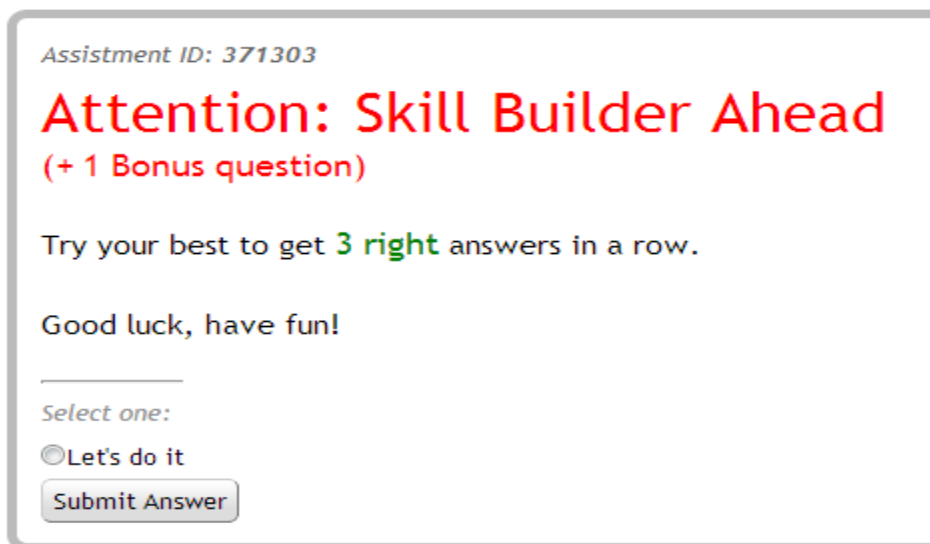 Assistment ID: 371303
Attention: Skill Builder Ahead
(+ 1 Bonus question)
Try your best to get 3 right answers in a row.
Good luck, have fun!
Select one:
Let's do it
Submit Answer